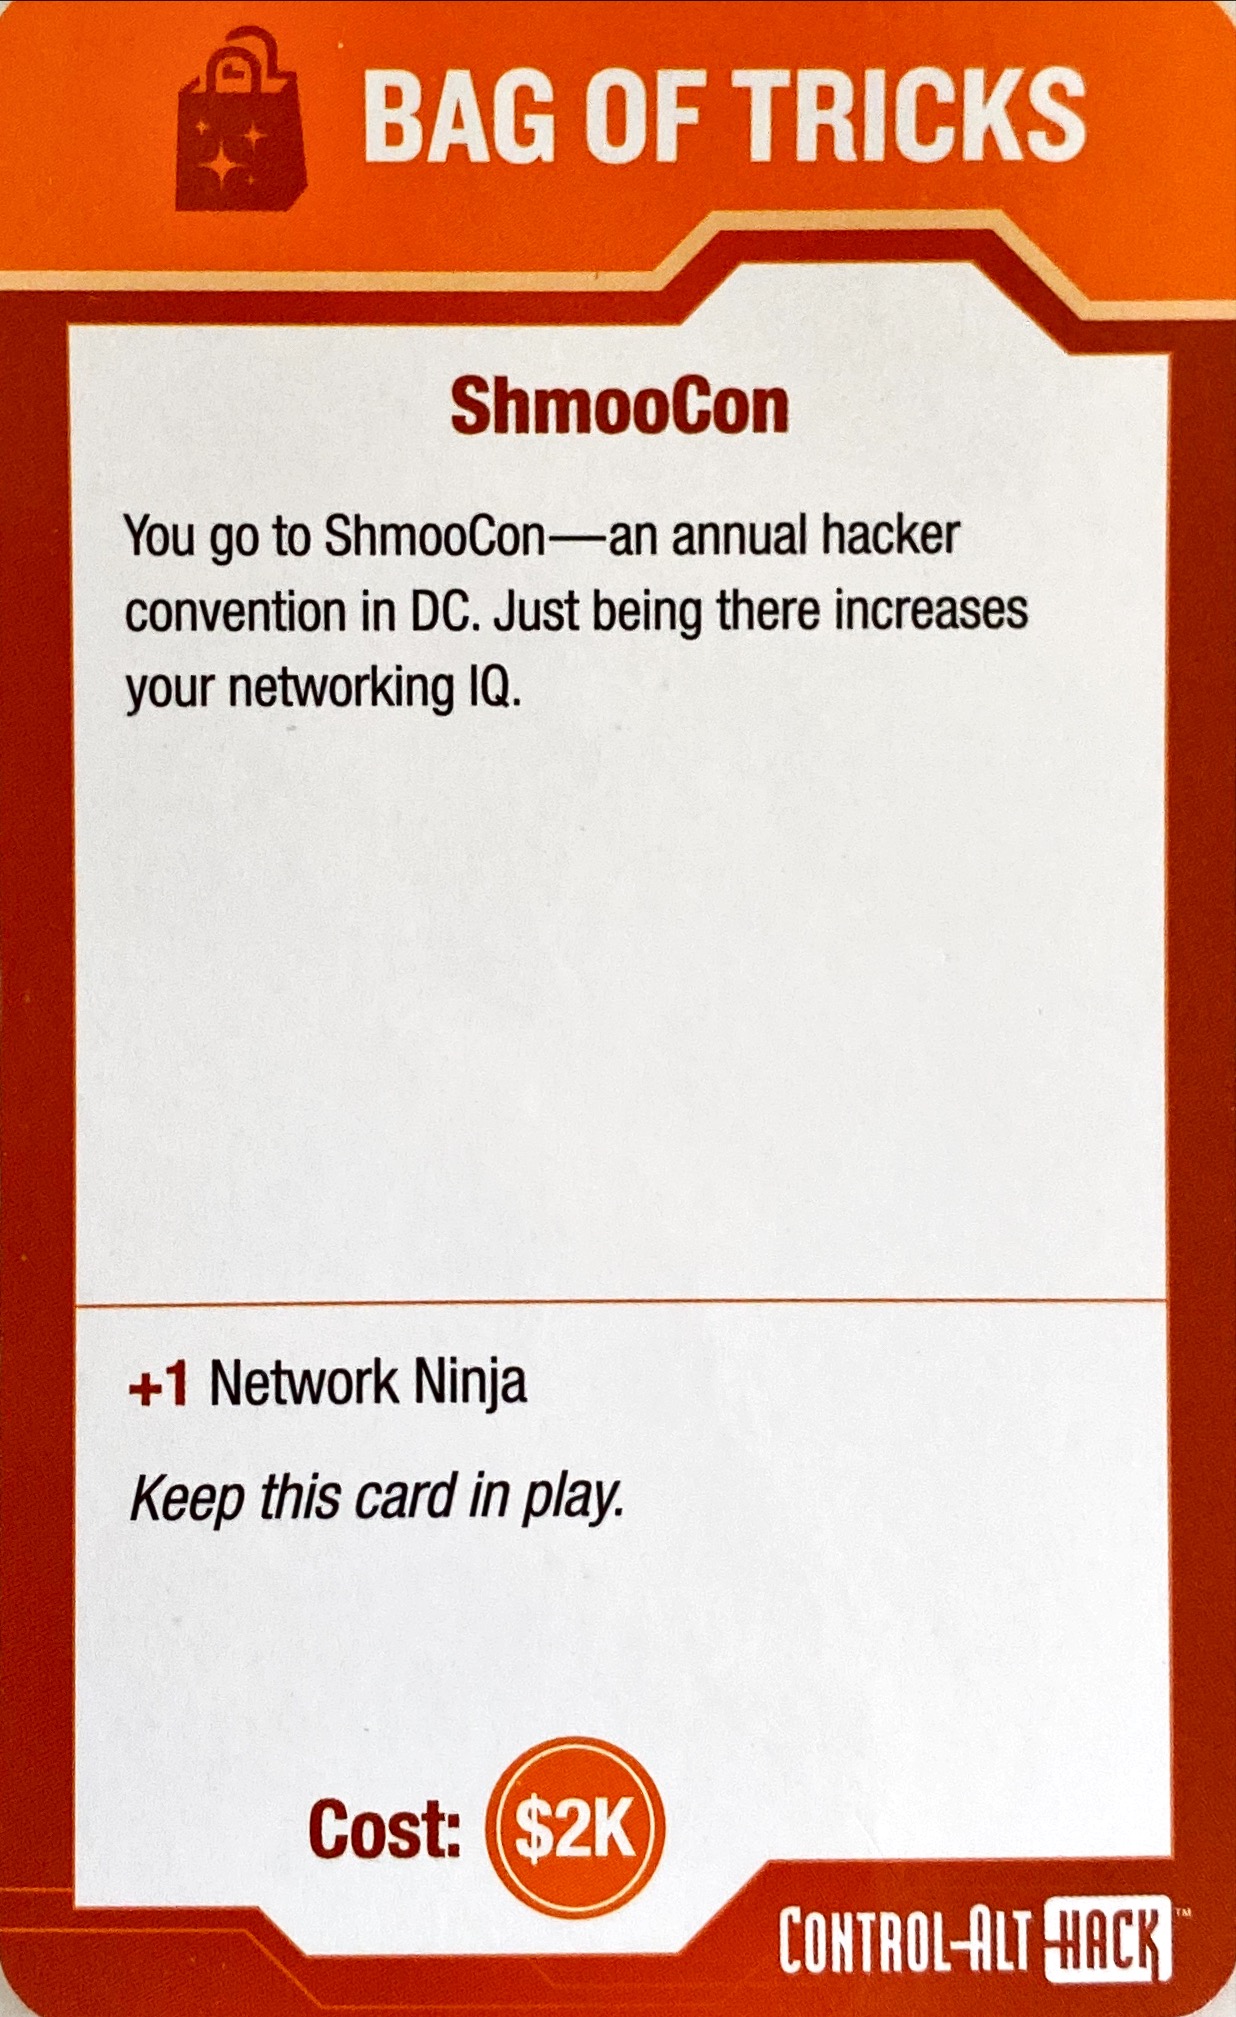 BAG OF TRICKS
ShmooCon
You go to ShmooCon—an annual hacker
convention in DC. Just being there increases
your networking IQ.
+1 Network Ninja
Keep this card in play.
Cost: $2K
CONTROL-ALT-HACK™